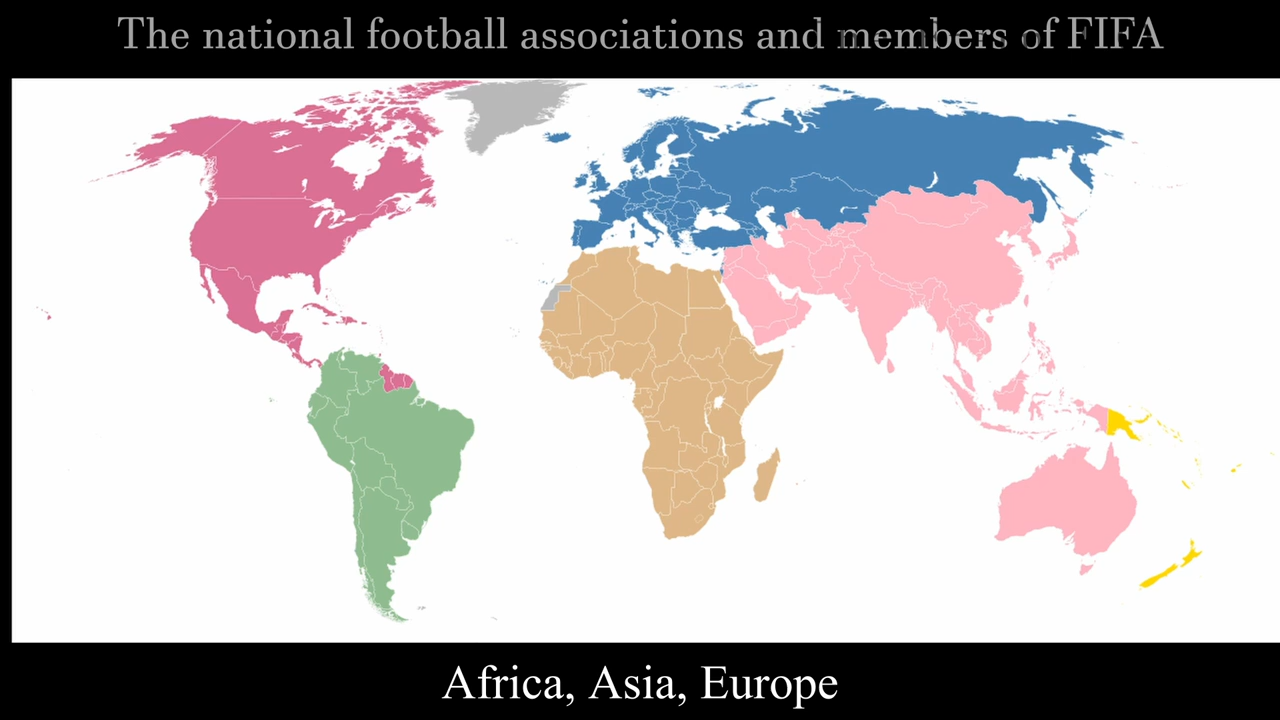 The national football associations and members of FIFA
Africa, Asia, Europe